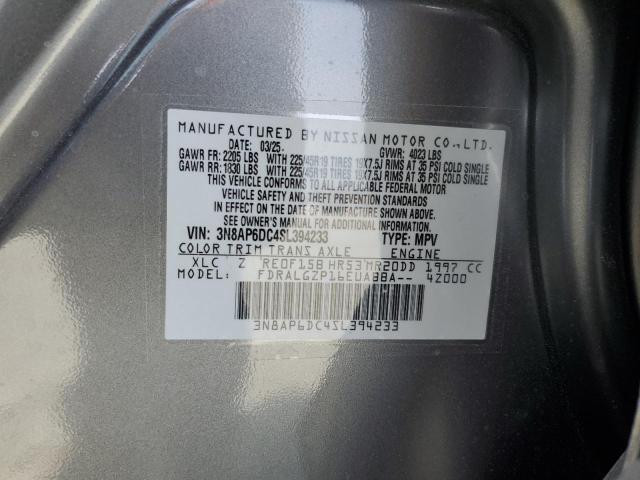 MANUFACTURED BY NISSAN MOTOR CO.,LTD.
DATE: 03/25. GVWR: 4023 LBS
GAWR FR: 2205 LBS WITH 225/45R19 TIRES 19X7.5J RIMS AT 35 PSI COLD SINGLE
GAWR RR: 1830 LBS WITH 225/45R19 TIRES 19X7.5J RIMS AT 35 PSI COLD SINGLE
THIS VEHICLE CONFORMS TO ALL APPLICABLE FEDERAL MOTOR
VEHICLE SAFETY AND THEFT PREVENTION STANDARDS
IN EFFECT ON THE DATE OF MANUFACTURE SHOWN ABOVE.
SEE OWNER'S MANUAL FOR ADDITIONAL INFORMATION.
VIN: 3N8AP6DC4SL394233 TYPE: MPV
COLOR TRIM TRANS AXLE ENGINE
XLC Z RE0F15B HR53 MR20DD 1997 CC
MODEL: FDRALGZP16EUABBA-- 4Z000
3N8AP6DC4SL394233